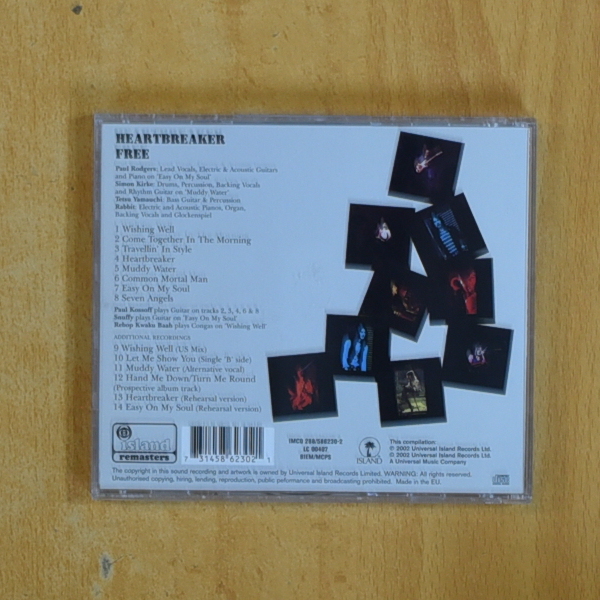 HEARTBREAKER
FREE
Paul Rodgers: Lead Vocals, Electric & Acoustic Guitars
and Piano on 'Easy On My Soul'
Simon Kirke: Drums, Percussion, Backing Vocals
and Rhythm Guitar on 'Muddy Water'
Tetsu Yamauchi: Bass Guitar & Percussion
Rabbit: Electric and Acoustic Pianos, Organ,
Backing Vocals and Glockenspiel
1 Wishing Well
2 Come Together In The Morning
3 Travellin' In Style
4 Heartbreaker
5 Muddy Water
6 Common Mortal Man
7 Easy On My Soul
8 Seven Angels
Paul Kossoff plays Guitar on tracks 2, 3, 4, 6 & 8
Snuffy plays Guitar on 'Easy On My Soul'
Rebop Kwaku Baah plays Congas on 'Wishing Well'
ADDITIONAL RECORDINGS
9 Wishing Well (US Mix)
10 Let Me Show You (Single 'B' side)
11 Muddy Water (Alternative vocal)
12 Hand Me Down/Turn Me Round
(Prospective album track)
13 Heartbreaker (Rehearsal version)
14 Easy On My Soul (Rehearsal version)
island
remasters
7 31458 62302 1
IMCD 288/586230-2
LC 00407
BIEM/MCPS
ISLAND
This compilation:
℗ 2002 Universal Island Records Ltd.
© 2002 Universal Island Records Ltd.
A Universal Music Company
The copyright in this sound recording and artwork is owned by Universal Island Records Limited. WARNING: All rights reserved.
Unauthorised copying, hiring, lending, reproduction, public peformance and broadcasting prohibited. Made in the EU.